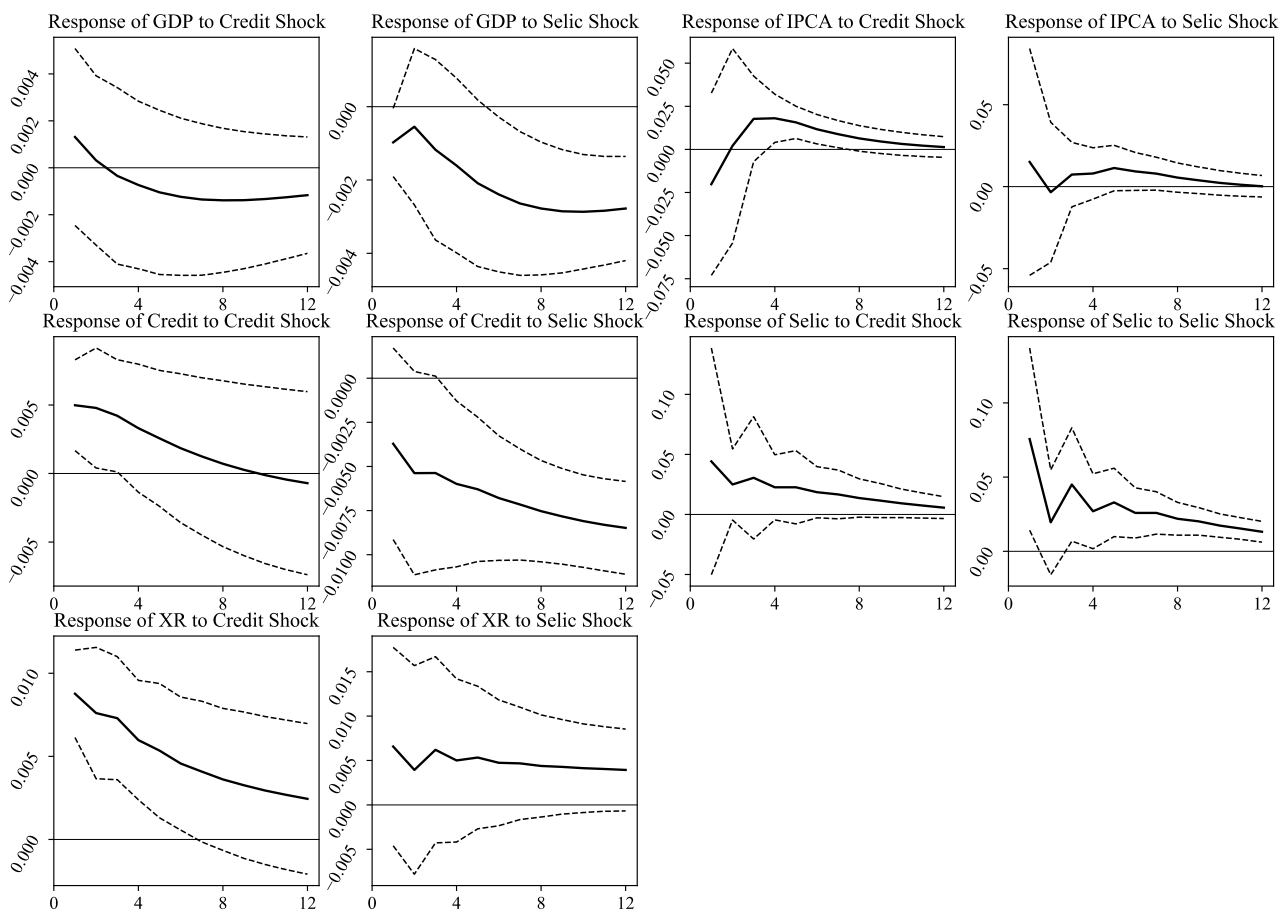 Response of GDP to Credit Shock
0.004
0.002
0.000
−0.002
−0.004
0 4 8 12
Response of GDP to Selic Shock
0.000
−0.002
−0.004
0 4 8 12
Response of IPCA to Credit Shock
0.050
0.025
0.000
−0.025
−0.050
−0.075
0 4 8 12
Response of IPCA to Selic Shock
0.05
0.00
−0.05
0 4 8 12
Response of Credit to Credit Shock
0.005
0.000
−0.005
0 4 8 12
Response of Credit to Selic Shock
0.0000
−0.0025
−0.0050
−0.0075
−0.0100
0 4 8 12
Response of Selic to Credit Shock
0.10
0.05
0.00
−0.05
0 4 8 12
Response of Selic to Selic Shock
0.10
0.05
0.00
0 4 8 12
Response of XR to Credit Shock
0.010
0.005
0.000
0 4 8 12
Response of XR to Selic Shock
0.015
0.010
0.005
0.000
−0.005
0 4 8 12